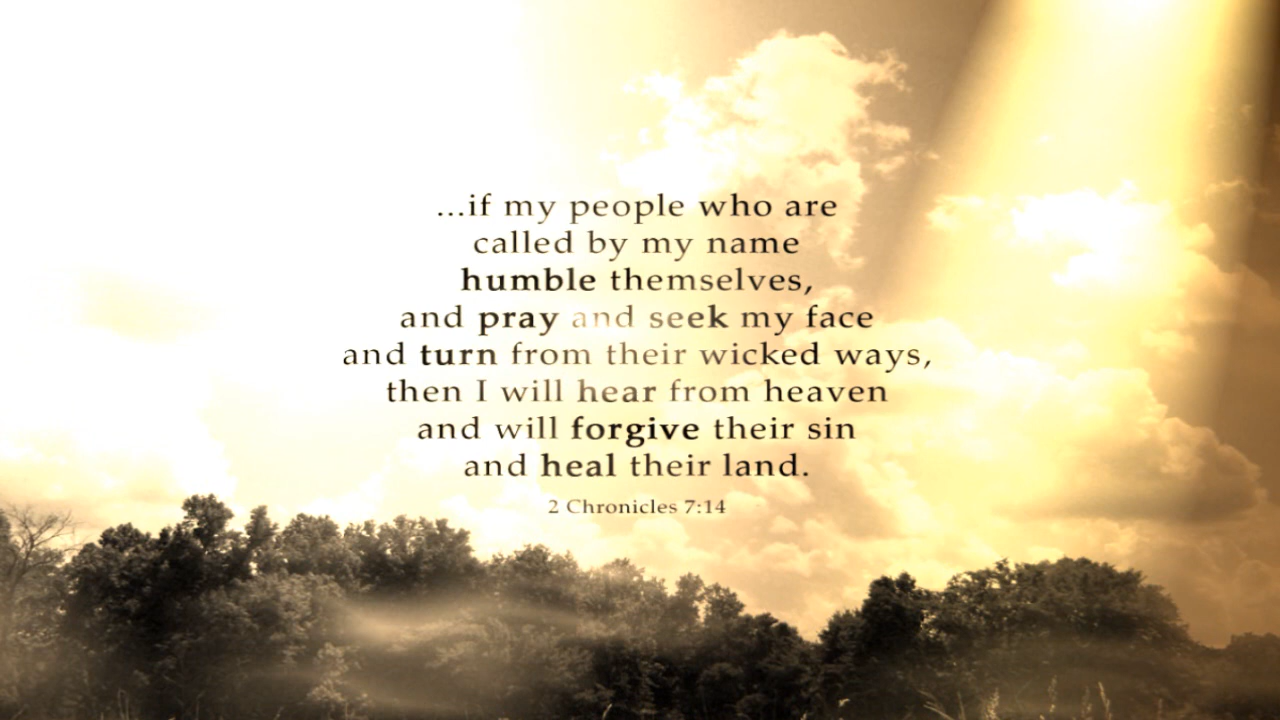 ...if my people who are
called by my name
humble themselves,
and pray and seek my face
and turn from their wicked ways,
then I will hear from heaven
and will forgive their sin
and heal their land.
2 Chronicles 7:14